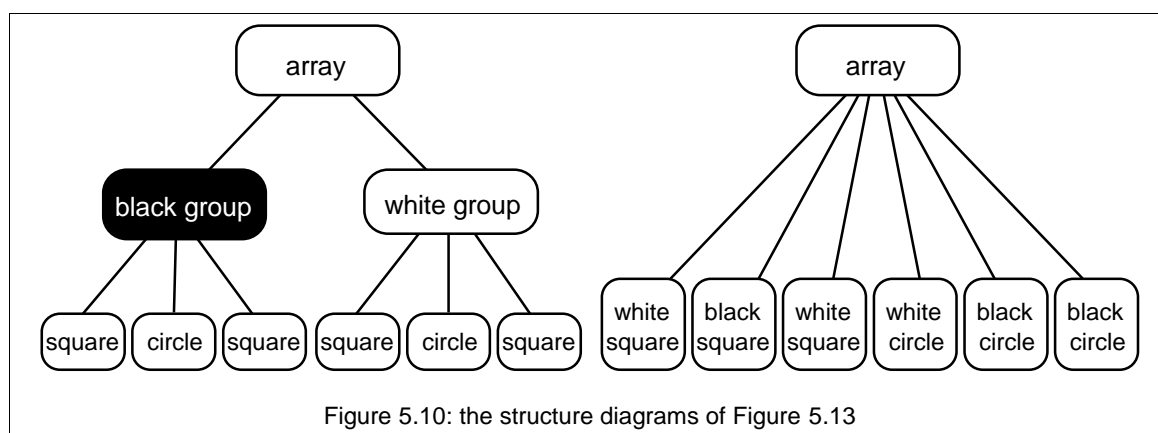 array
array
black group
white group
square
circle
square
square
circle
square
white
square
black
square
white
square
white
circle
black
circle
black
circle
Figure 5.10: the structure diagrams of Figure 5.13